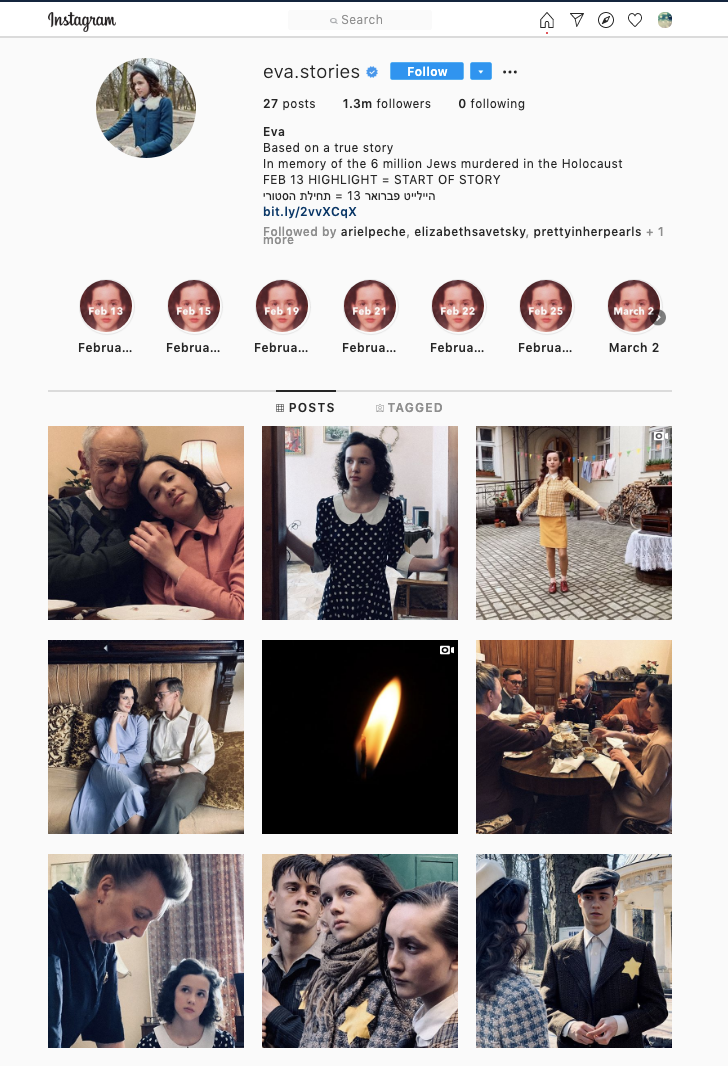 Instagram
Search
eva.stories Follow
27 posts 1.3m followers 0 following
Eva
Based on a true story
In memory of the 6 million Jews murdered in the Holocaust
FEB 13 HIGHLIGHT = START OF STORY
היילייט פברואר 13 = תחילת הסטורי
bit.ly/2vvXCqX
Followed by arielpeche, elizabethsavetsky, prettyinherpearls + 1
more
Feb 13 Feb 15 Feb 19 Feb 21 Feb 22 Feb 25 March 2
Februa... Februa... Februa... Februa... Februa... Februa... March 2
POSTS TAGGED